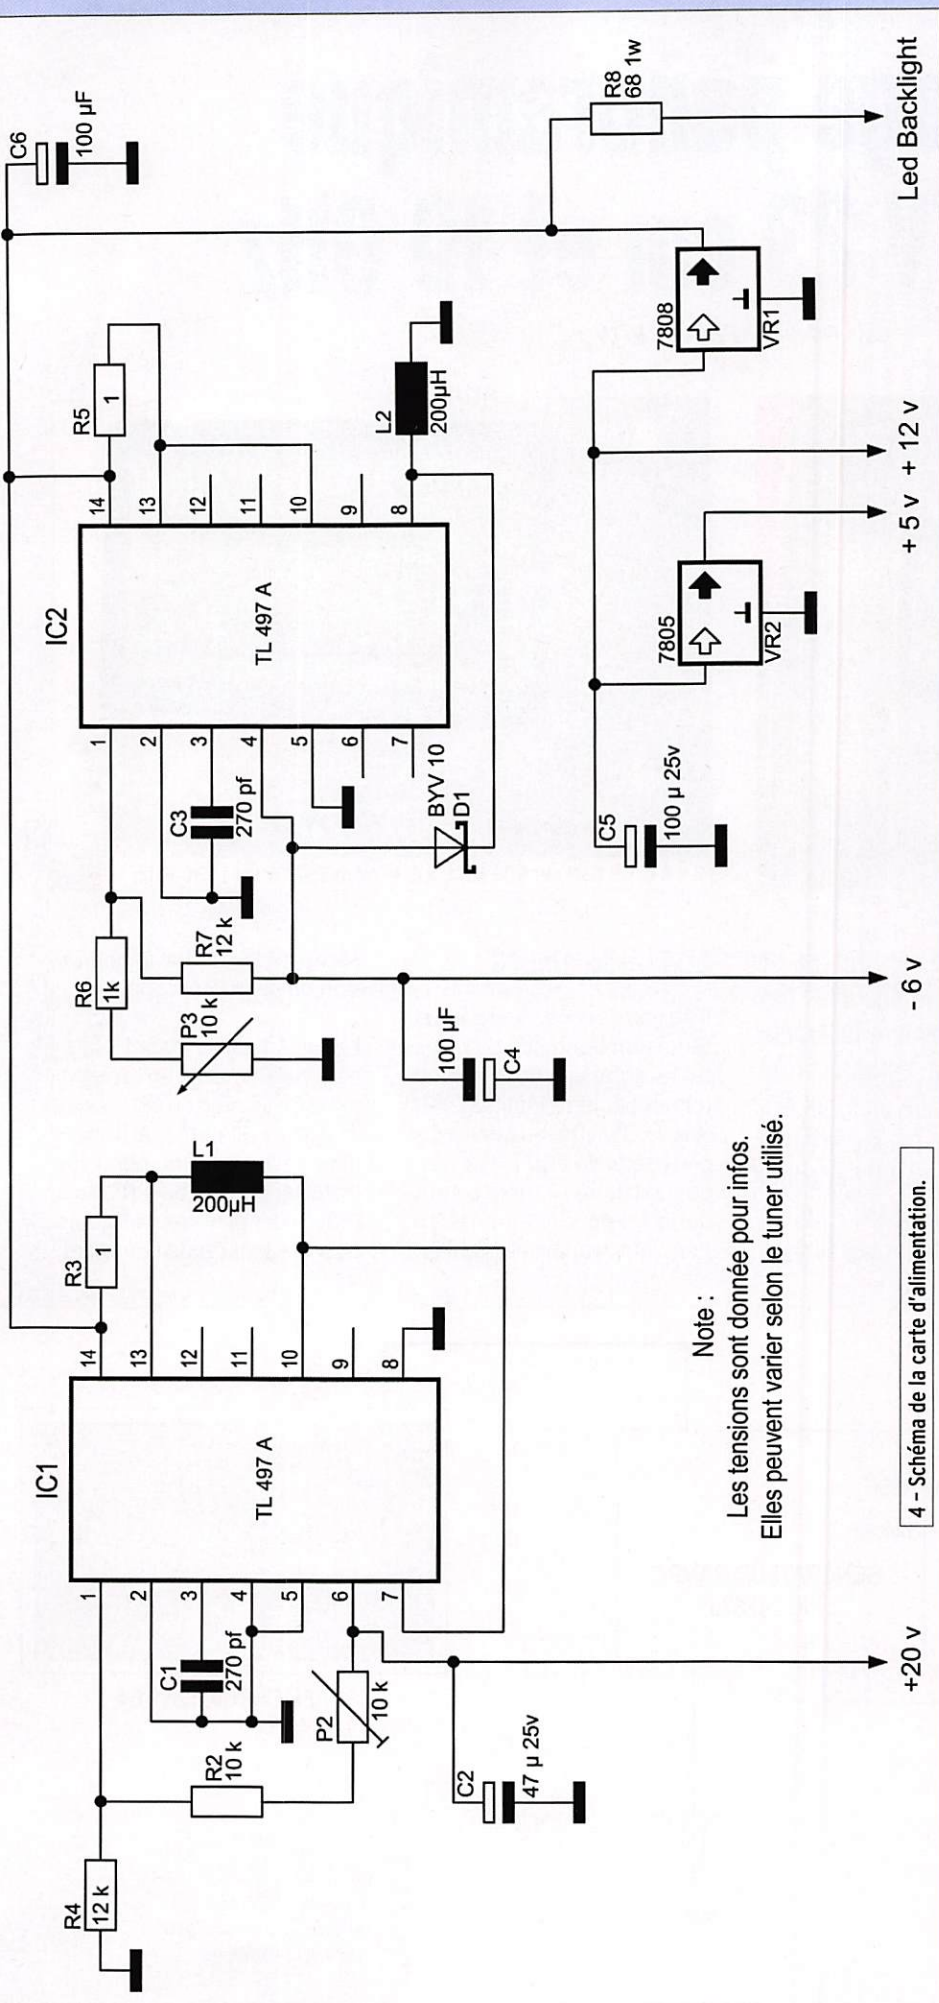 IC1
TL 497 A
1
2
3
4
5
6
7
14
13
12
11
10
9
8
R4
12 k
R2
10 k
P2
10 k
C1
270 pf
C2
47 µ 25v
+20 v
R3
1
L1
200µH
IC2
TL 497 A
1
2
3
4
5
6
7
14
13
12
11
10
9
8
R6
1k
P3
10 k
R7
12 k
C3
270 pf
100 µF
C4
- 6 v
BYV 10
D1
R5
1
L2
200µH
C6
100 µF
C5
100 µ 25v
7805
VR2
+ 5 v
+ 12 v
7808
VR1
R8
68 1w
Led Backlight
Note :
Les tensions sont donnée pour infos.
Elles peuvent varier selon le tuner utilisé.
4 - Schéma de la carte d'alimentation.